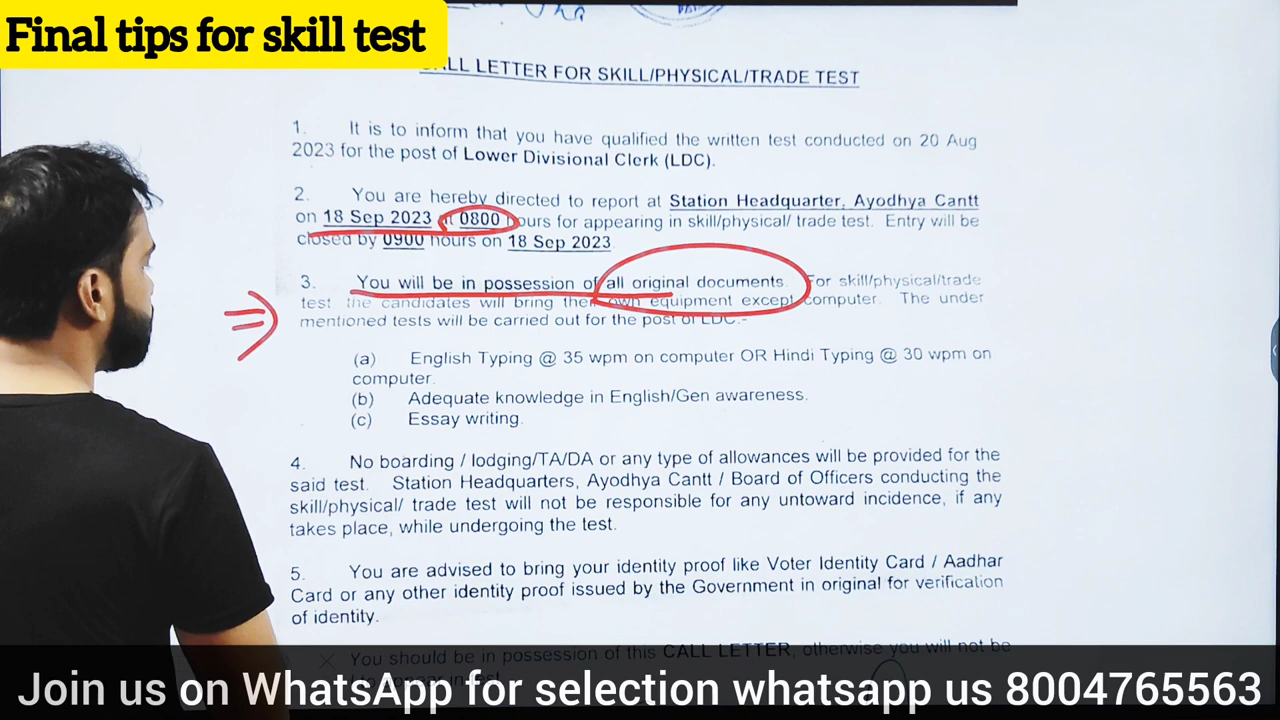 Final tips for skill test
CALL LETTER FOR SKILL/PHYSICAL/TRADE TEST
1. It is to inform that you have qualified the written test conducted on 20 Aug
2023 for the post of Lower Divisional Clerk (LDC).
2. You are hereby directed to report at Station Headquarter, Ayodhya Cantt
on 18 Sep 2023 at 0800 hours for appearing in skill/physical/ trade test. Entry will be
closed by 0900 hours on 18 Sep 2023.
3. You will be in possession of all original documents. For skill/physical/trade
test the candidates will bring their own equipment except computer. The under
mentioned tests will be carried out for the post of LDC:-
(a) English Typing @ 35 wpm on computer OR Hindi Typing @ 30 wpm on
computer.
(b) Adequate knowledge in English/Gen awareness.
(c) Essay writing.
4. No boarding / lodging/TA/DA or any type of allowances will be provided for the
said test. Station Headquarters, Ayodhya Cantt / Board of Officers conducting the
skill/physical/ trade test will not be responsible for any untoward incidence, if any
takes place, while undergoing the test.
5. You are advised to bring your identity proof like Voter Identity Card / Aadhar
Card or any other identity proof issued by the Government in original for verification
of identity.
You should be in possession of this CALL LETTER, otherwise you will not be
Join us on WhatsApp for selection whatsapp us 8004765563